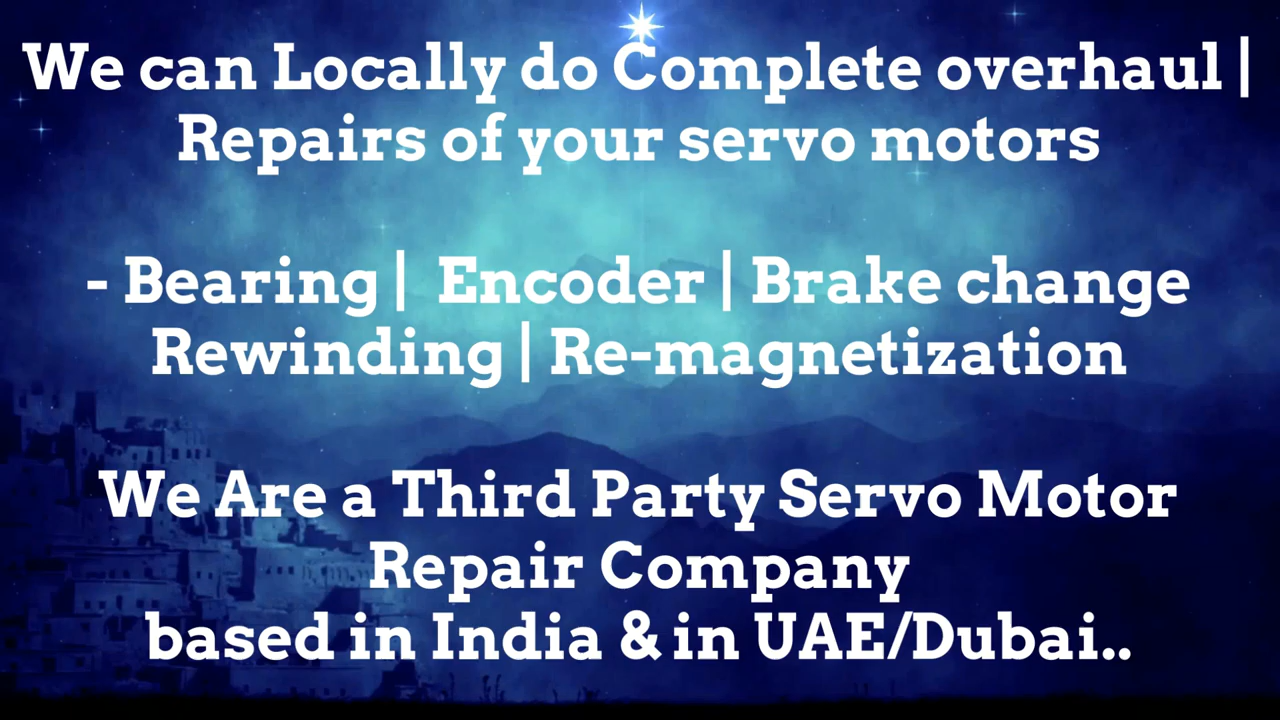 We can Locally do Complete overhaul |
Repairs of your servo motors
- Bearing | Encoder | Brake change
Rewinding | Re-magnetization
We Are a Third Party Servo Motor
Repair Company
based in India & in UAE/Dubai..